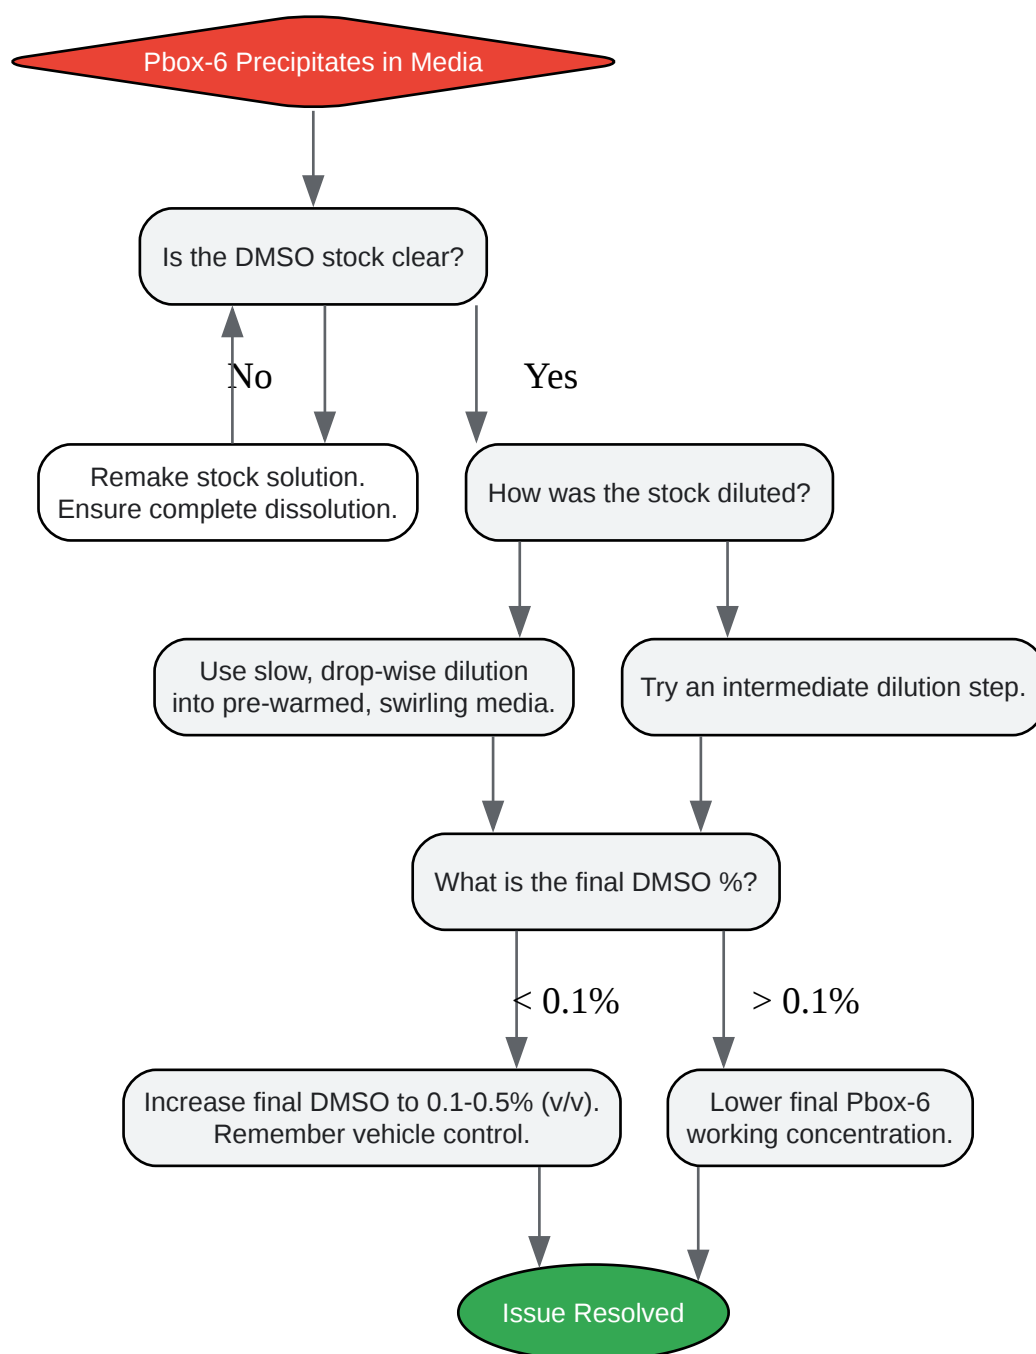 Pbox-6 Precipitates in Media
Is the DMSO stock clear?
No
Yes
Remake stock solution.
Ensure complete dissolution.
How was the stock diluted?
Use slow, drop-wise dilution
into pre-warmed, swirling media.
Try an intermediate dilution step.
What is the final DMSO %?
< 0.1%
> 0.1%
Increase final DMSO to 0.1-0.5% (v/v).
Remember vehicle control.
Lower final Pbox-6
working concentration.
Issue Resolved